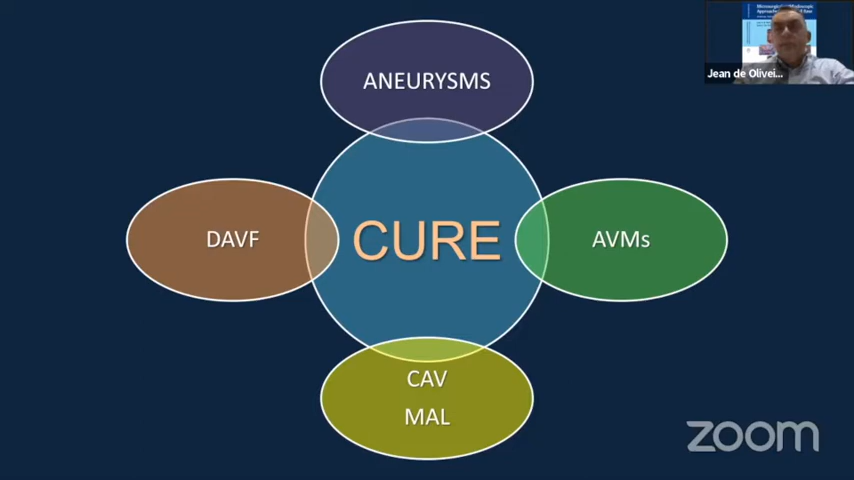 ANEURYSMS
DAVF
CURE
AVMs
CAV
MAL
Jean de Olivei...
zoom